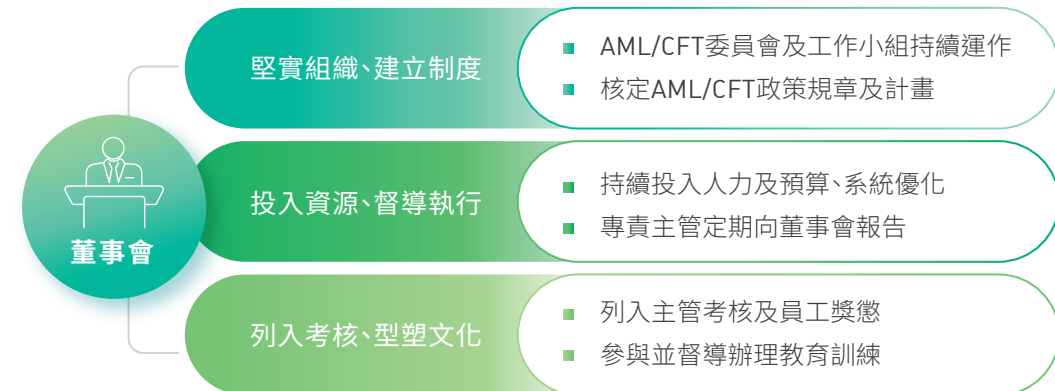 董事會
堅實組織、建立制度
AML/CFT委員會及工作小組持續運作
核定AML/CFT政策規章及計畫
投入資源、督導執行
持續投入人力及預算、系統優化
專責主管定期向董事會報告
列入考核、型塑文化
列入主管考核及員工獎懲
參與並督導辦理教育訓練